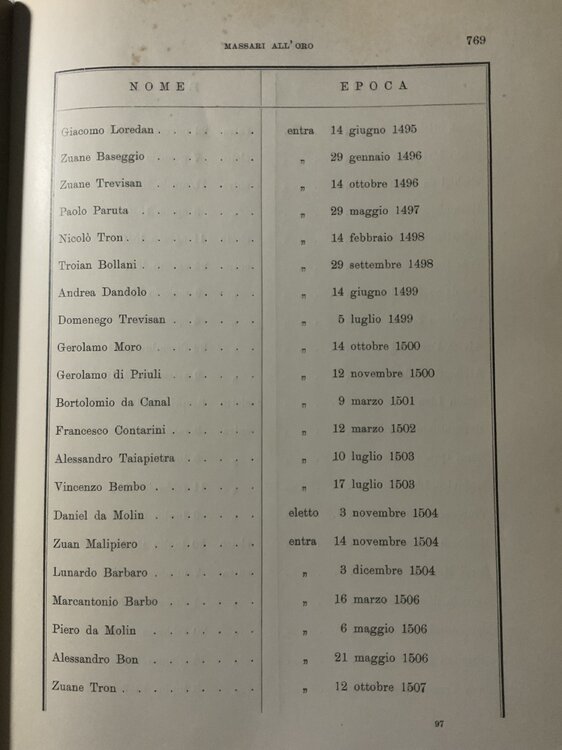 MASSARI ALL'ORO 769
NOME EPOCA
Giacomo Loredan . . . . . . . entra 14 giugno 1495
Zuane Baseggio . . . . . . . „ 29 gennaio 1496
Zuane Trevisan . . . . . . . „ 14 ottobre 1496
Paolo Paruta . . . . . . . . „ 29 maggio 1497
Nicolò Tron . . . . . . . . . „ 14 febbraio 1498
Troian Bollani . . . . . . . . „ 29 settembre 1498
Andrea Dandolo . . . . . . . „ 14 giugno 1499
Domenego Trevisan . . . . . . „ 5 luglio 1499
Gerolamo Moro . . . . . . . „ 14 ottobre 1500
Gerolamo di Priuli . . . . . . „ 12 novembre 1500
Bortolomio da Canal . . . . . „ 9 marzo 1501
Francesco Contarini . . . . . . „ 12 marzo 1502
Alessandro Taiapietra . . . . . „ 10 luglio 1503
Vincenzo Bembo . . . . . . . „ 17 luglio 1503
Daniel da Molin . . . . . . . eletto 3 novembre 1504
Zuan Malipiero . . . . . . . entra 14 novembre 1504
Lunardo Barbaro . . . . . . . „ 3 dicembre 1504
Marcantonio Barbo . . . . . . „ 16 marzo 1506
Piero da Molin . . . . . . . „ 6 maggio 1506
Alessandro Bon . . . . . . . „ 21 maggio 1506
Zuane Tron . . . . . . . . . „ 12 ottobre 1507
97